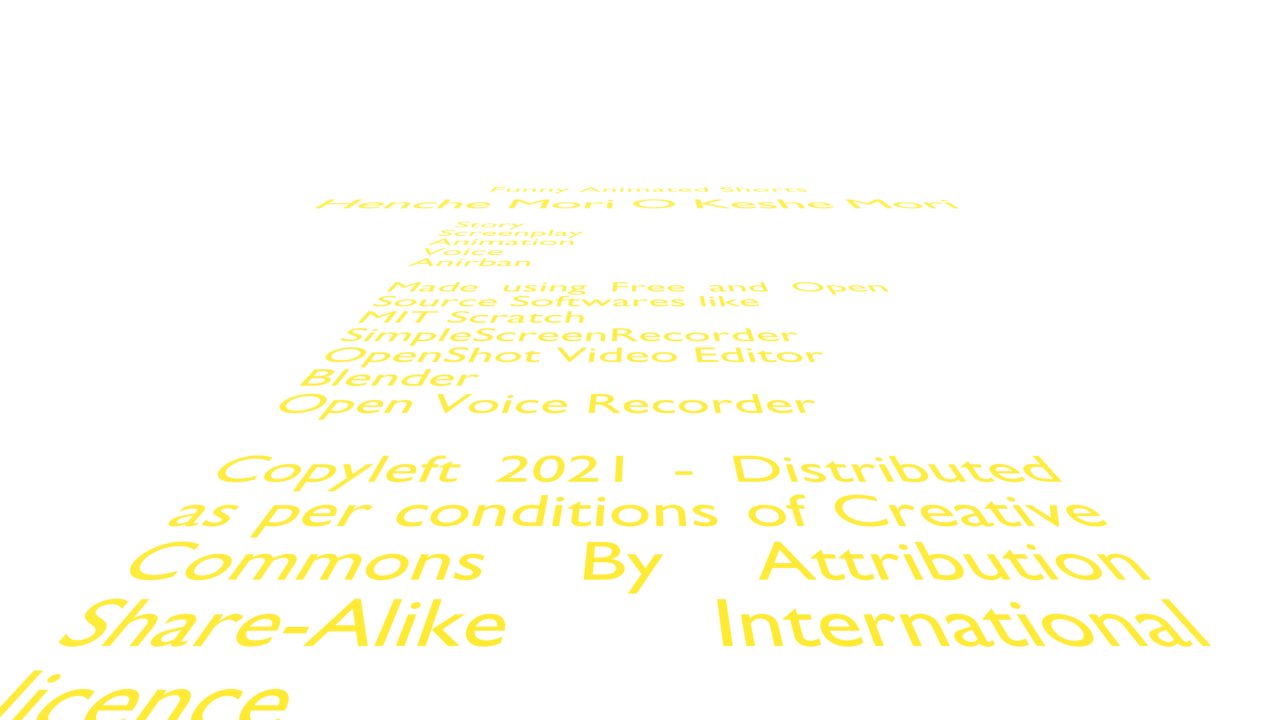 Funny Animated Shorts
Henche Mori O Keshe Mori
Story
Screenplay
Animation
Voice
Anirban
Made using Free and Open
Source Softwares like
MIT Scratch
SimpleScreenRecorder
OpenShot Video Editor
Blender
Open Voice Recorder
Copyleft 2021 - Distributed
as per conditions of Creative
Commons By Attribution
Share-Alike International
licence